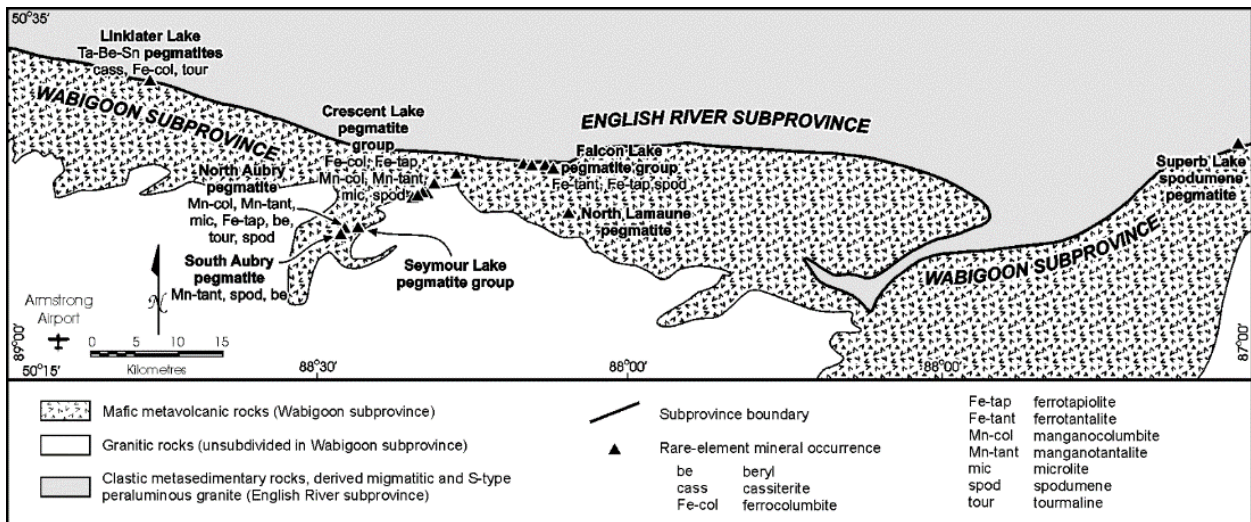 50°35'
Linklater Lake
Ta-Be-Sn pegmatites
cass, Fe-col, tour
WABIGOON SUBPROVINCE
Crescent Lake
pegmatite
group
Fe-col, Fe-tap,
Mn-col, Mn-tant,
mic, spod
ENGLISH RIVER SUBPROVINCE
Falcon Lake
pegmatite group
Fe-tant, Fe-tap spod
North Aubry
pegmatite
Mn-col, Mn-tant,
mic, Fe-tap, be,
tour, spod
North Lamaune
pegmatite
Superb Lake
spodumene
pegmatite
South Aubry
pegmatite
Mn-tant, spod, be
Seymour Lake
pegmatite group
WABIGOON SUBPROVINCE
Armstrong
Airport
N
0 5 10 15
Kilometres
89°00'
50°15'
88°30'
88°00'
88°00'
87°00'
Mafic metavolcanic rocks (Wabigoon subprovince)
Granitic rocks (unsubdivided in Wabigoon subprovince)
Clastic metasedimentary rocks, derived migmatitic and S-type
peraluminous granite (English River subprovince)
Subprovince boundary
Rare-element mineral occurrence
be beryl
cass cassiterite
Fe-col ferrocolumbite
Fe-tap ferrotapiolite
Fe-tant ferrotantalite
Mn-col manganocolumbite
Mn-tant manganotantalite
mic microlite
spod spodumene
tour tourmaline